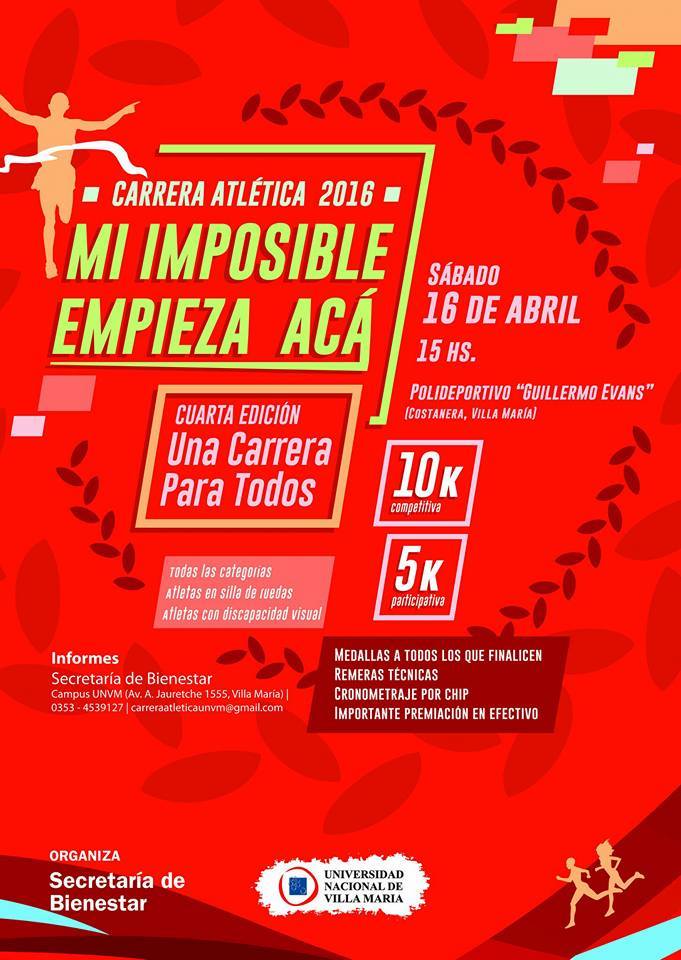 CARRERA ATLÉTICA 2016
MI IMPOSIBLE
EMPIEZA ACÁ
SÁBADO
16 DE ABRIL
15 HS.
POLIDEPORTIVO "GUILLERMO EVANS"
(COSTANERA, VILLA MARÍA)
CUARTA EDICIÓN
Una Carrera
Para Todos
10K
competitiva
5K
participativa
Todas las categorías
Atletas en silla de ruedas
Atletas con discapacidad visual
Informes
Secretaría de Bienestar
Campus UNVM (Av. A. Jauretche 1555, Villa María) |
0353 - 4539127 | carreraatleticaunvm@gmail.com
MEDALLAS A TODOS LOS QUE FINALICEN
REMERAS TÉCNICAS
CRONOMETRAJE POR CHIP
IMPORTANTE PREMIACIÓN EN EFECTIVO
ORGANIZA
Secretaría de
Bienestar
UNIVERSIDAD
NACIONAL DE
VILLA MARIA